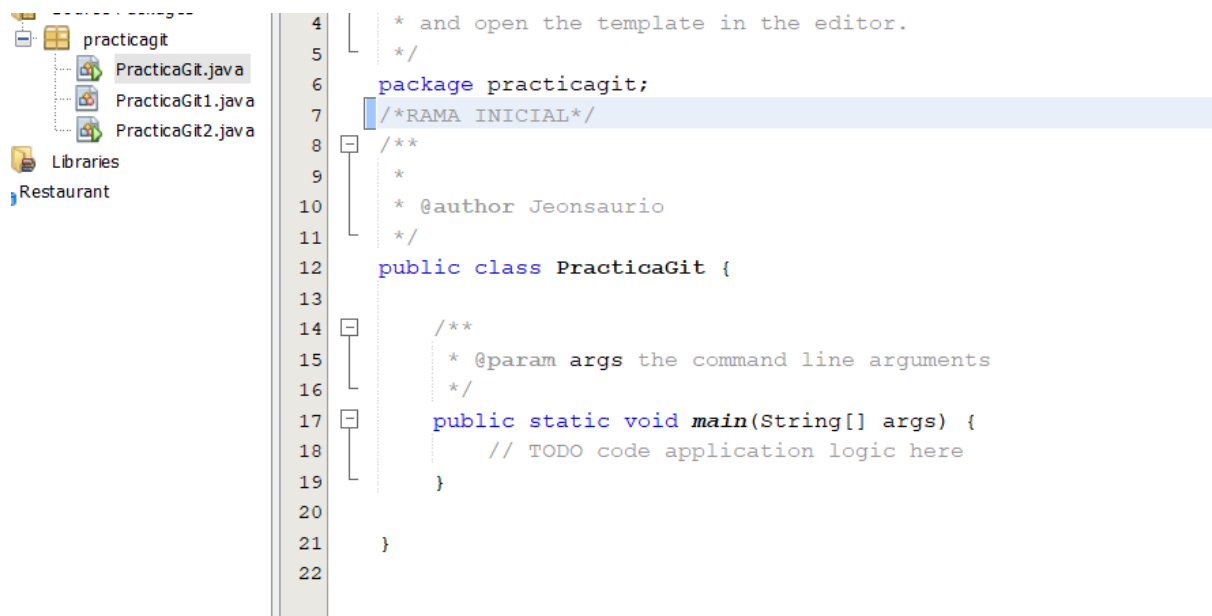 practicagit
PracticaGit.java
PracticaGit1.java
PracticaGit2.java
Libraries
Restaurant
4 * and open the template in the editor.
5 */
6 package practicagit;
7 /*RAMA INICIAL*/
8 /**
9 *
10 * @author Jeonsaurio
11 */
12 public class PracticaGit {
13
14 /**
15 * @param args the command line arguments
16 */
17 public static void main(String[] args) {
18 // TODO code application logic here
19 }
20
21 }
22